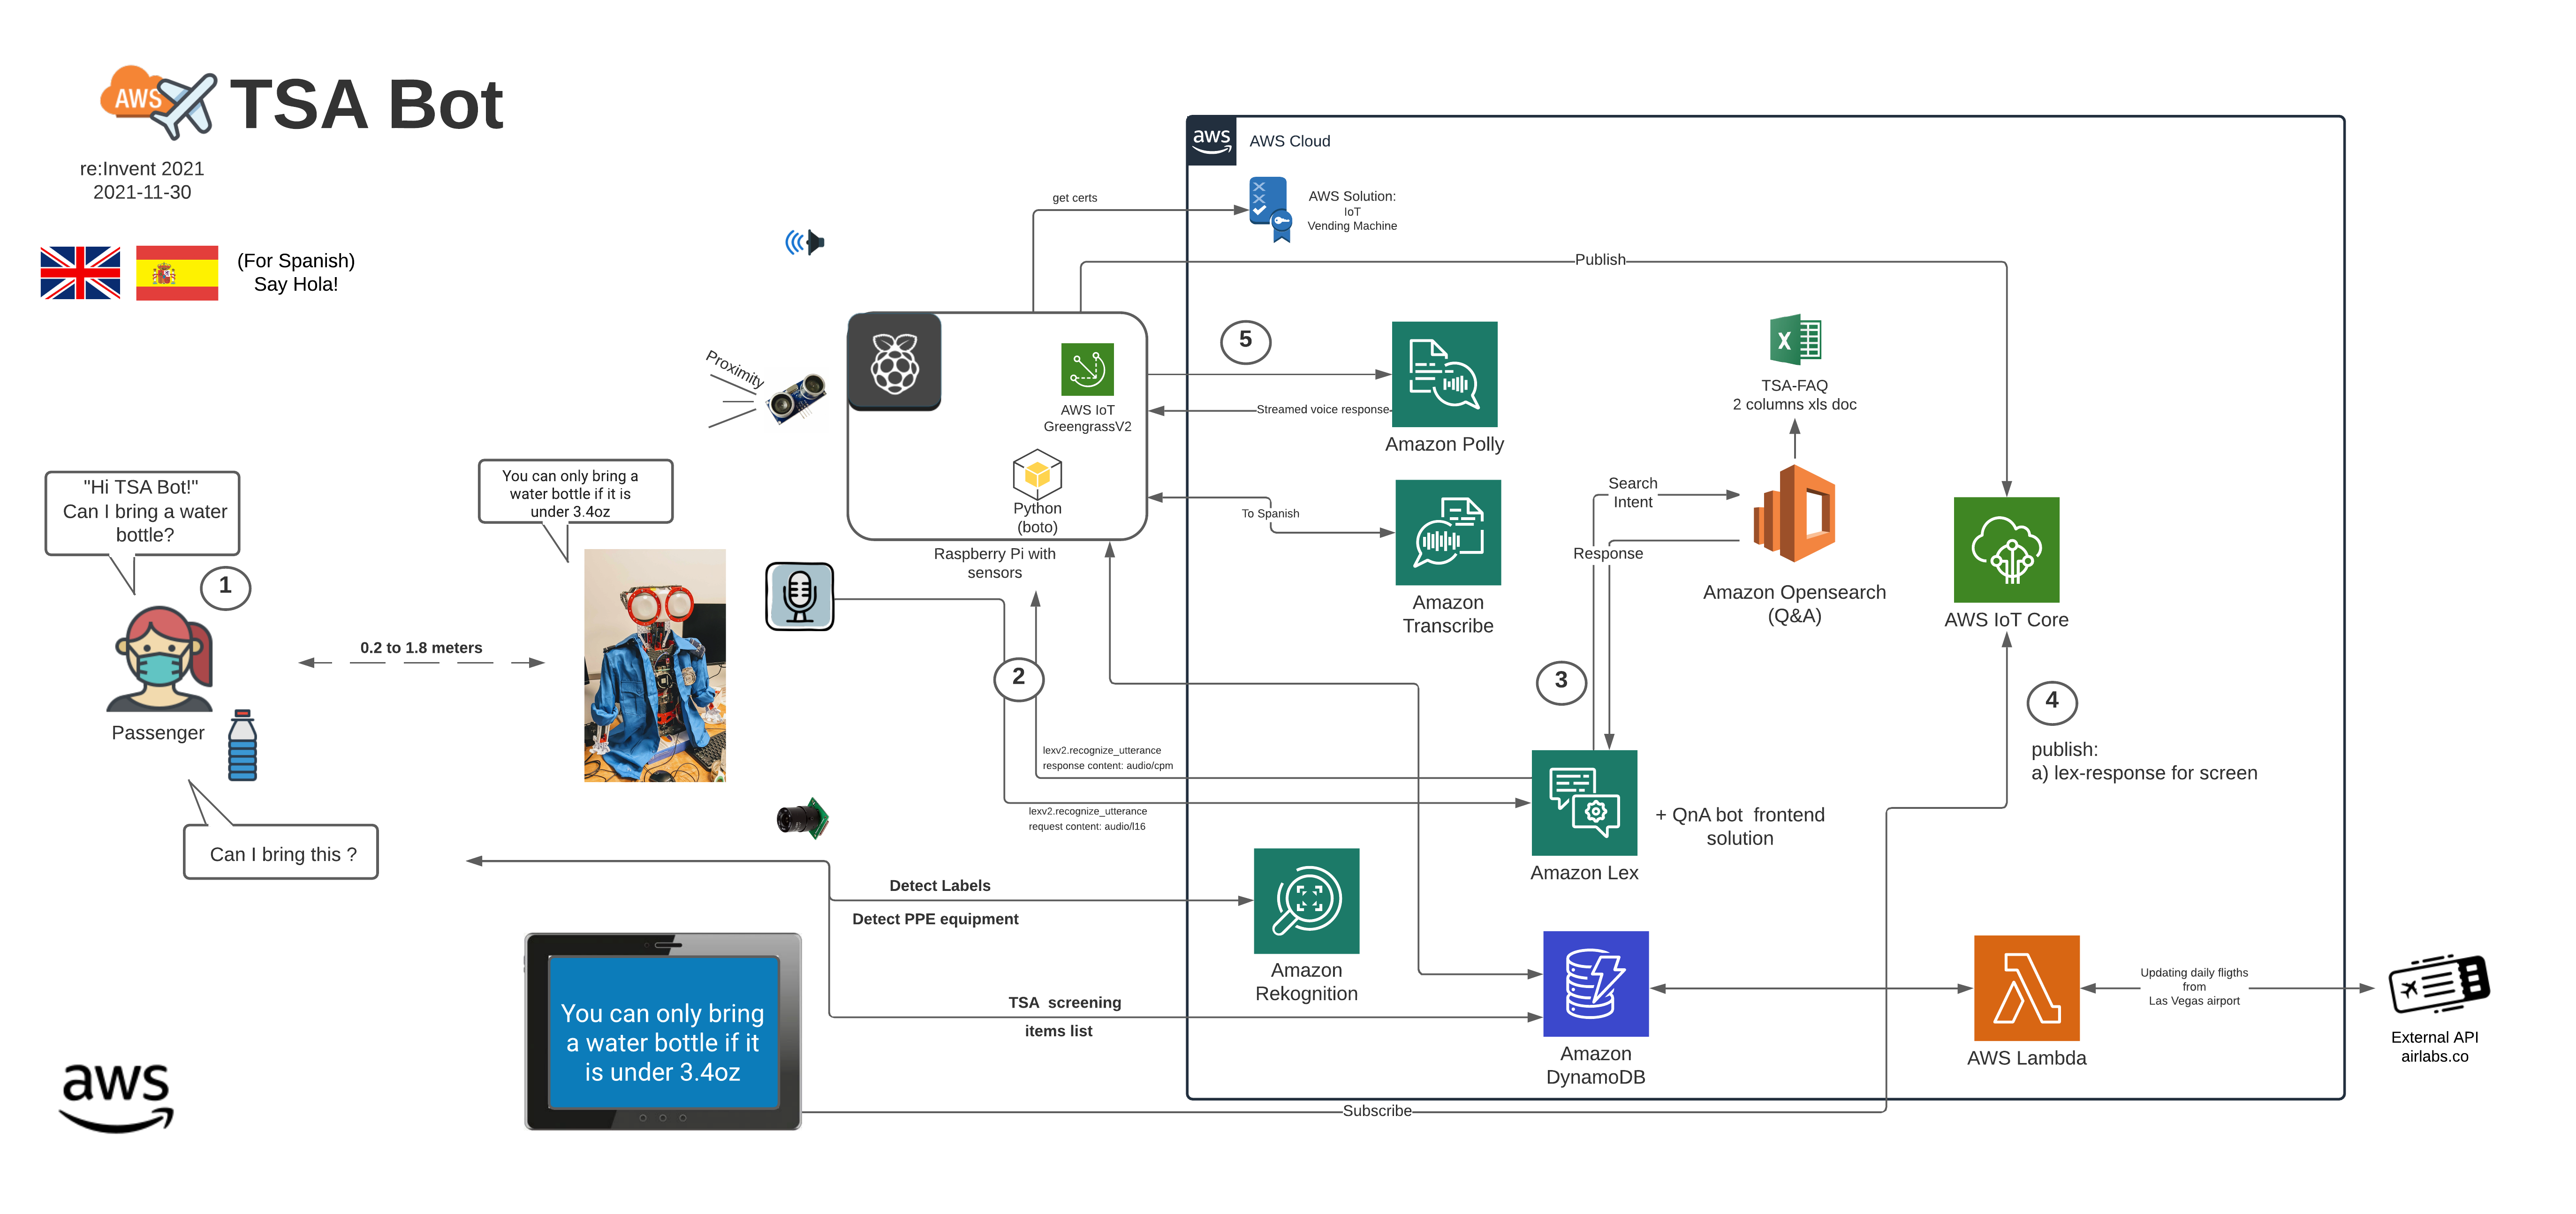 AWS
TSA Bot
re:Invent 2021
2021-11-30
(For Spanish)
Say Hola!
aws
AWS Cloud
get certs
AWS Solution:
IoT
Vending Machine
Publish
Proximity
AWS IoT
GreengrassV2
Python
(boto)
Raspberry Pi with
sensors
5
Streamed voice response
Amazon Polly
To Spanish
Amazon
Transcribe
X
TSA-FAQ
2 columns xls doc
Search
Intent
Response
Amazon Opensearch
(Q&A)
AWS IoT Core
"Hi TSA Bot!"
Can I bring a water
bottle?
1
Passenger
You can only bring a
water bottle if it is
under 3.4oz
0.2 to 1.8 meters
2
3
4
publish:
a) lex-response for screen
lexv2.recognize_utterance
response content: audio/cpm
lexv2.recognize_utterance
request content: audio/l16
+ QnA bot  frontend
solution
Amazon Lex
Can I bring this ?
Detect Labels
Detect PPE equipment
Amazon
Rekognition
TSA  screening
items list
Amazon
DynamoDB
AWS Lambda
Updating daily fligths
from
Las Vegas airport
External API
airlabs.co
You can only bring
a water bottle if it
is under 3.4oz
Subscribe
aws